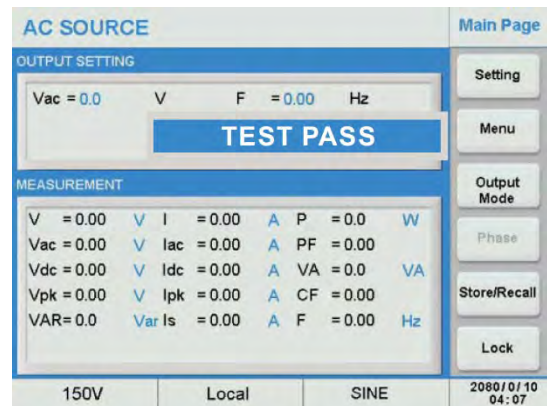 AC SOURCE
Main Page
OUTPUT SETTING
Vac = 0.0 V F = 0.00 Hz
TEST PASS
MEASUREMENT
V = 0.00 V I = 0.00 A P = 0.0 W
Vac = 0.00 V Iac = 0.00 A PF = 0.00
Vdc = 0.00 V Idc = 0.00 A VA = 0.0 VA
Vpk = 0.00 V Ipk = 0.00 A CF = 0.00
VAR= 0.0 Var Is = 0.00 A F = 0.00 Hz
Setting
Menu
Output
Mode
Phase
Store/Recall
Lock
150V Local SINE
2080/0/10
04:07